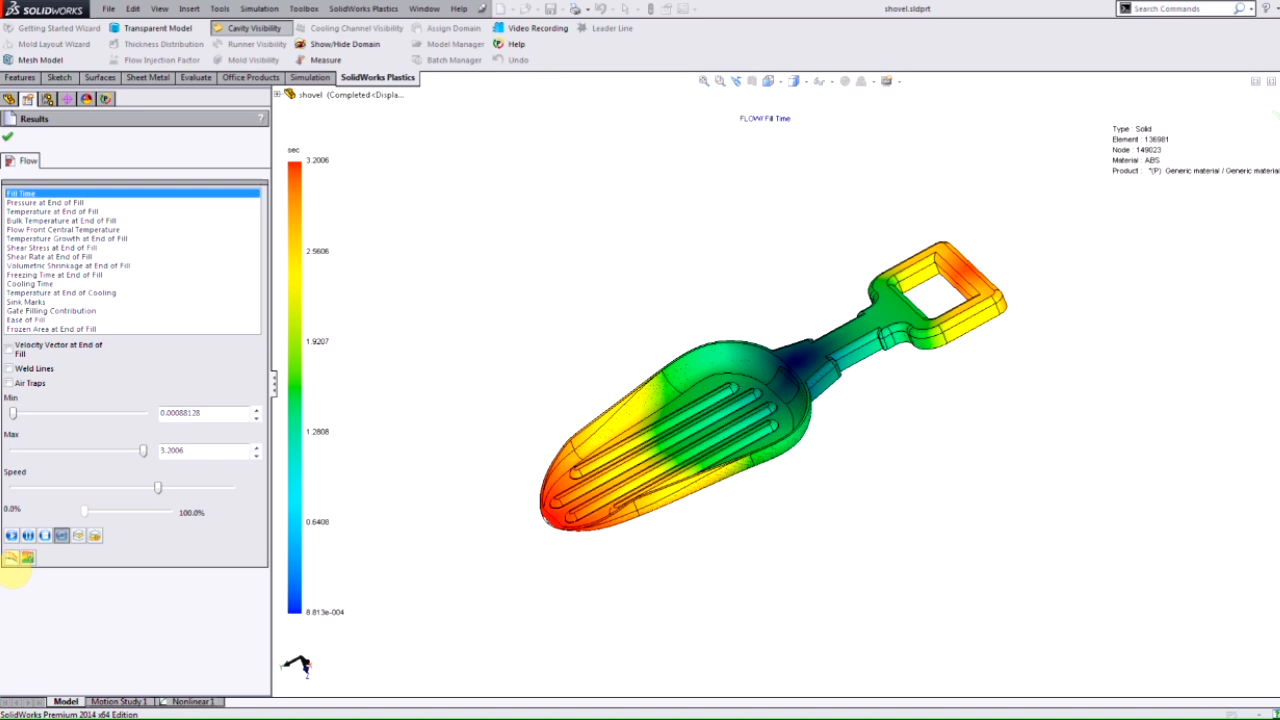 SOLIDWORKS File Edit View Insert Tools Simulation Toolbox SolidWorks Plastics Window Help shovel.sldprt Search Commands
Getting Started Wizard Transparent Model Cavity Visibility Cooling Channel Visibility Assign Domain Video Recording Leader Line
Mold Layout Wizard Thickness Distribution Runner Visibility Show/Hide Domain Model Manager Help
Mesh Model Flow Injection Factor Mold Visibility Measure Batch Manager Undo
Features Sketch Surfaces Sheet Metal Evaluate Office Products Simulation SolidWorks Plastics
shovel (Completed<Displa...
Results ?
Flow
Fill Time
Pressure at End of Fill
Temperature at End of Fill
Bulk Temperature at End of Fill
Flow Front Central Temperature
Temperature Growth at End of Fill
Shear Stress at End of Fill
Shear Rate at End of Fill
Volumetric Shrinkage at End of Fill
Freezing Time at End of Fill
Cooling Time
Temperature at End of Cooling
Sink Marks
Gate Filling Contribution
Ease of Fill
Frozen Area at End of Fill
Velocity Vector at End of
Fill
Weld Lines
Air Traps
Min
0.00088128
Max
3.2006
Speed
0.0% 100.0%
FLOW/ Fill Time
sec
3.2006
2.5606
1.9207
1.2808
0.6408
8.813e-004
Type : Solid
Element : 136981
Node : 149023
Material : ABS
Product : *(P) Generic material / Generic material
Z
Model Motion Study 1 Nonlinear 1
SolidWorks Premium 2014 x64 Edition